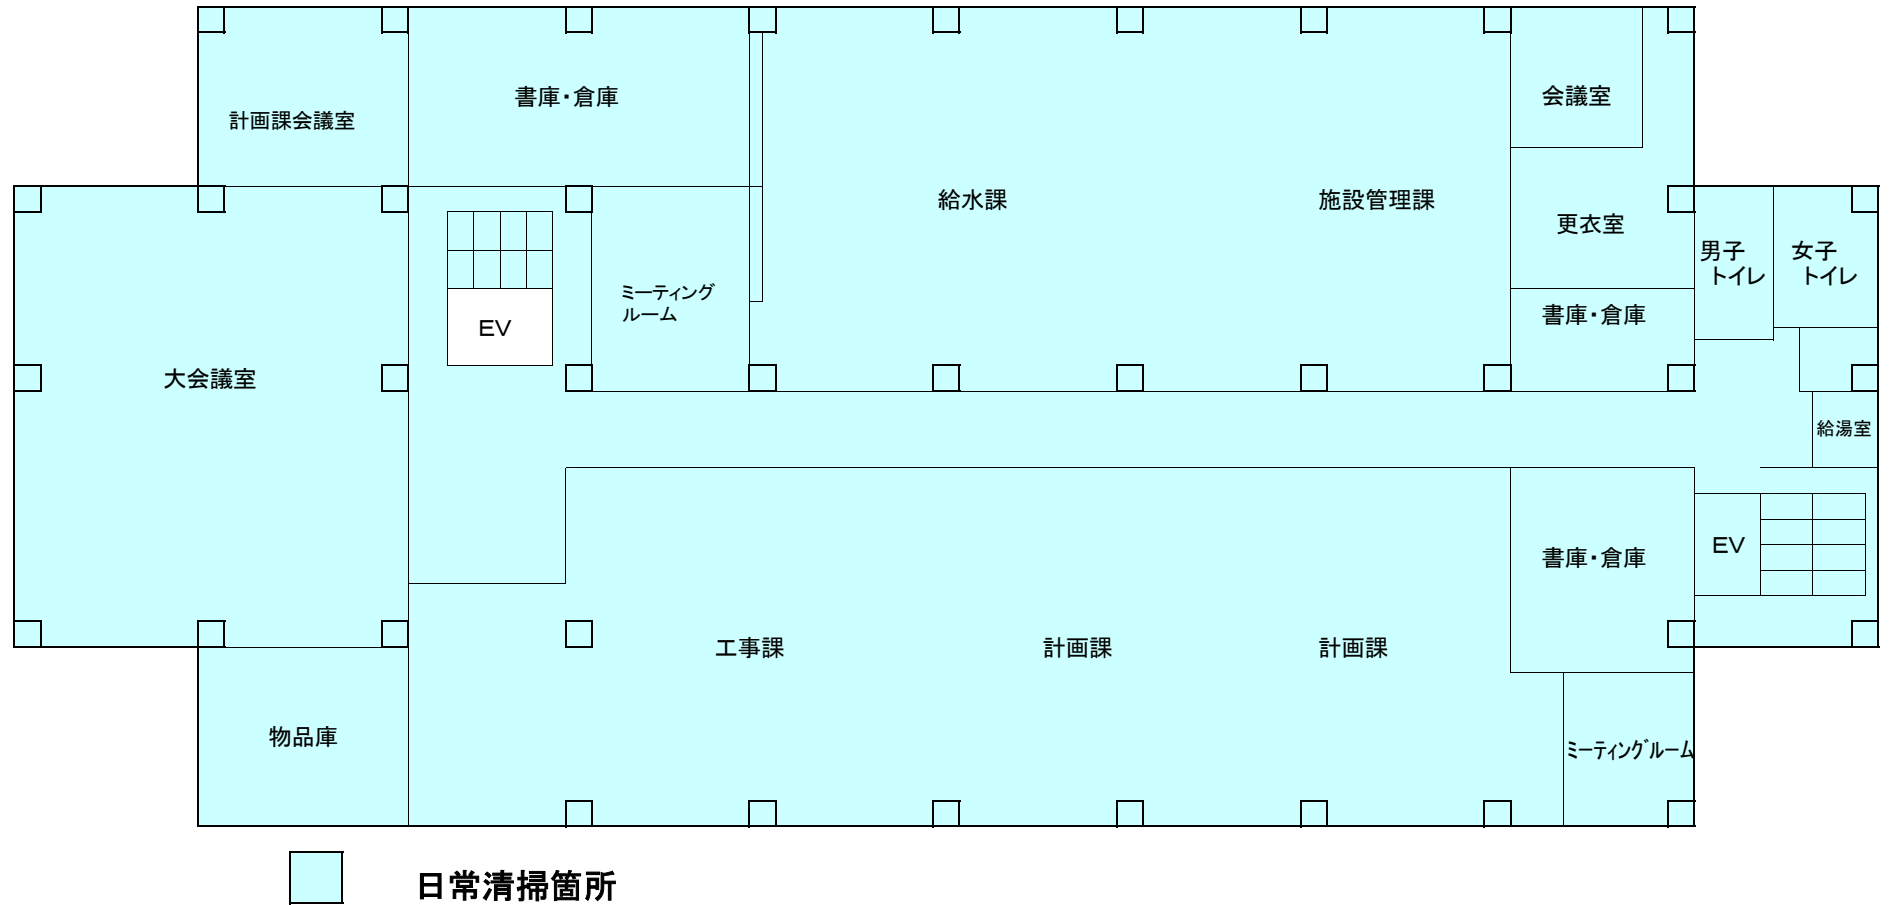 書庫・倉庫
会議室
計画課会議室
給水課
施設管理課
更衣室
男子
トイレ
女子
トイレ
ミーティング
ルーム
書庫・倉庫
EV
大会議室
給湯室
EV
書庫・倉庫
工事課
計画課
計画課
物品庫
ミーティングルーム
日常清掃箇所